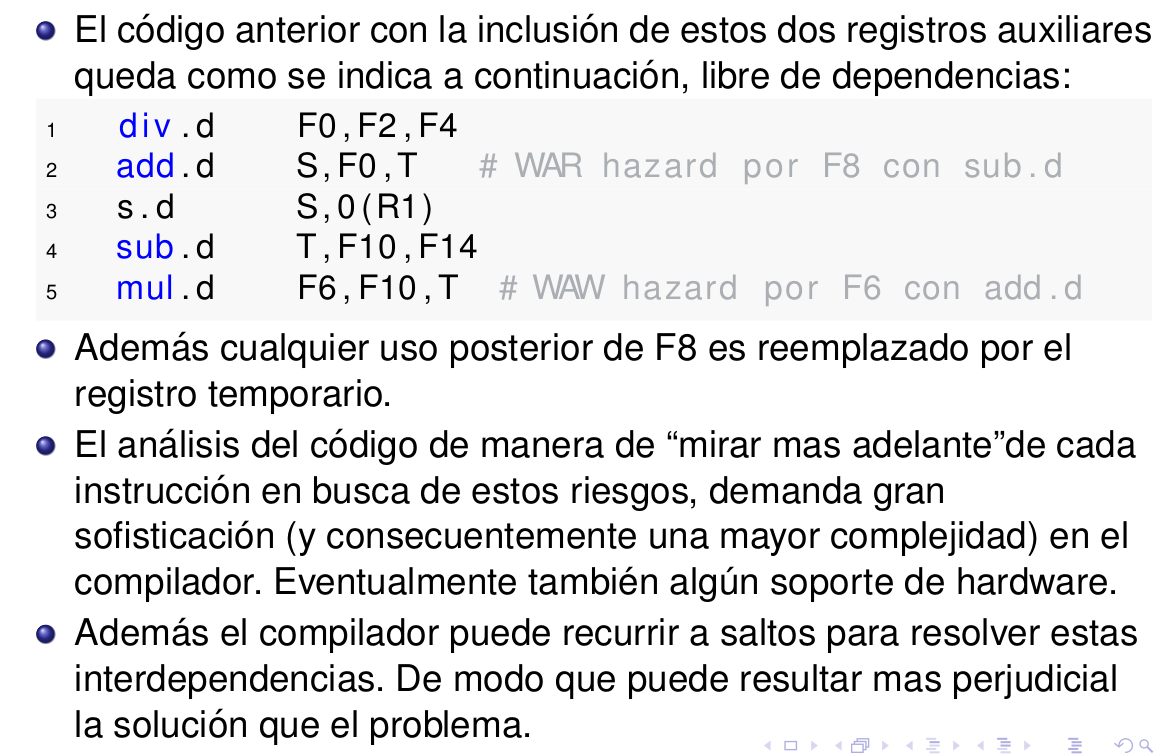 El código anterior con la inclusión de estos dos registros auxiliares
queda como se indica a continuación, libre de dependencias:
1 div.d F0,F2,F4
2 add.d S,F0,T # WAR hazard por F8 con sub.d
3 s.d S,0(R1)
4 sub.d T,F10,F14
5 mul.d F6,F10,T # WAW hazard por F6 con add.d
Además cualquier uso posterior de F8 es reemplazado por el
registro temporario.
El análisis del código de manera de “mirar mas adelante”de cada
instrucción en busca de estos riesgos, demanda gran
sofisticación (y consecuentemente una mayor complejidad) en el
compilador. Eventualmente también algún soporte de hardware.
Además el compilador puede recurrir a saltos para resolver estas
interdependencias. De modo que puede resultar mas perjudicial
la solución que el problema.